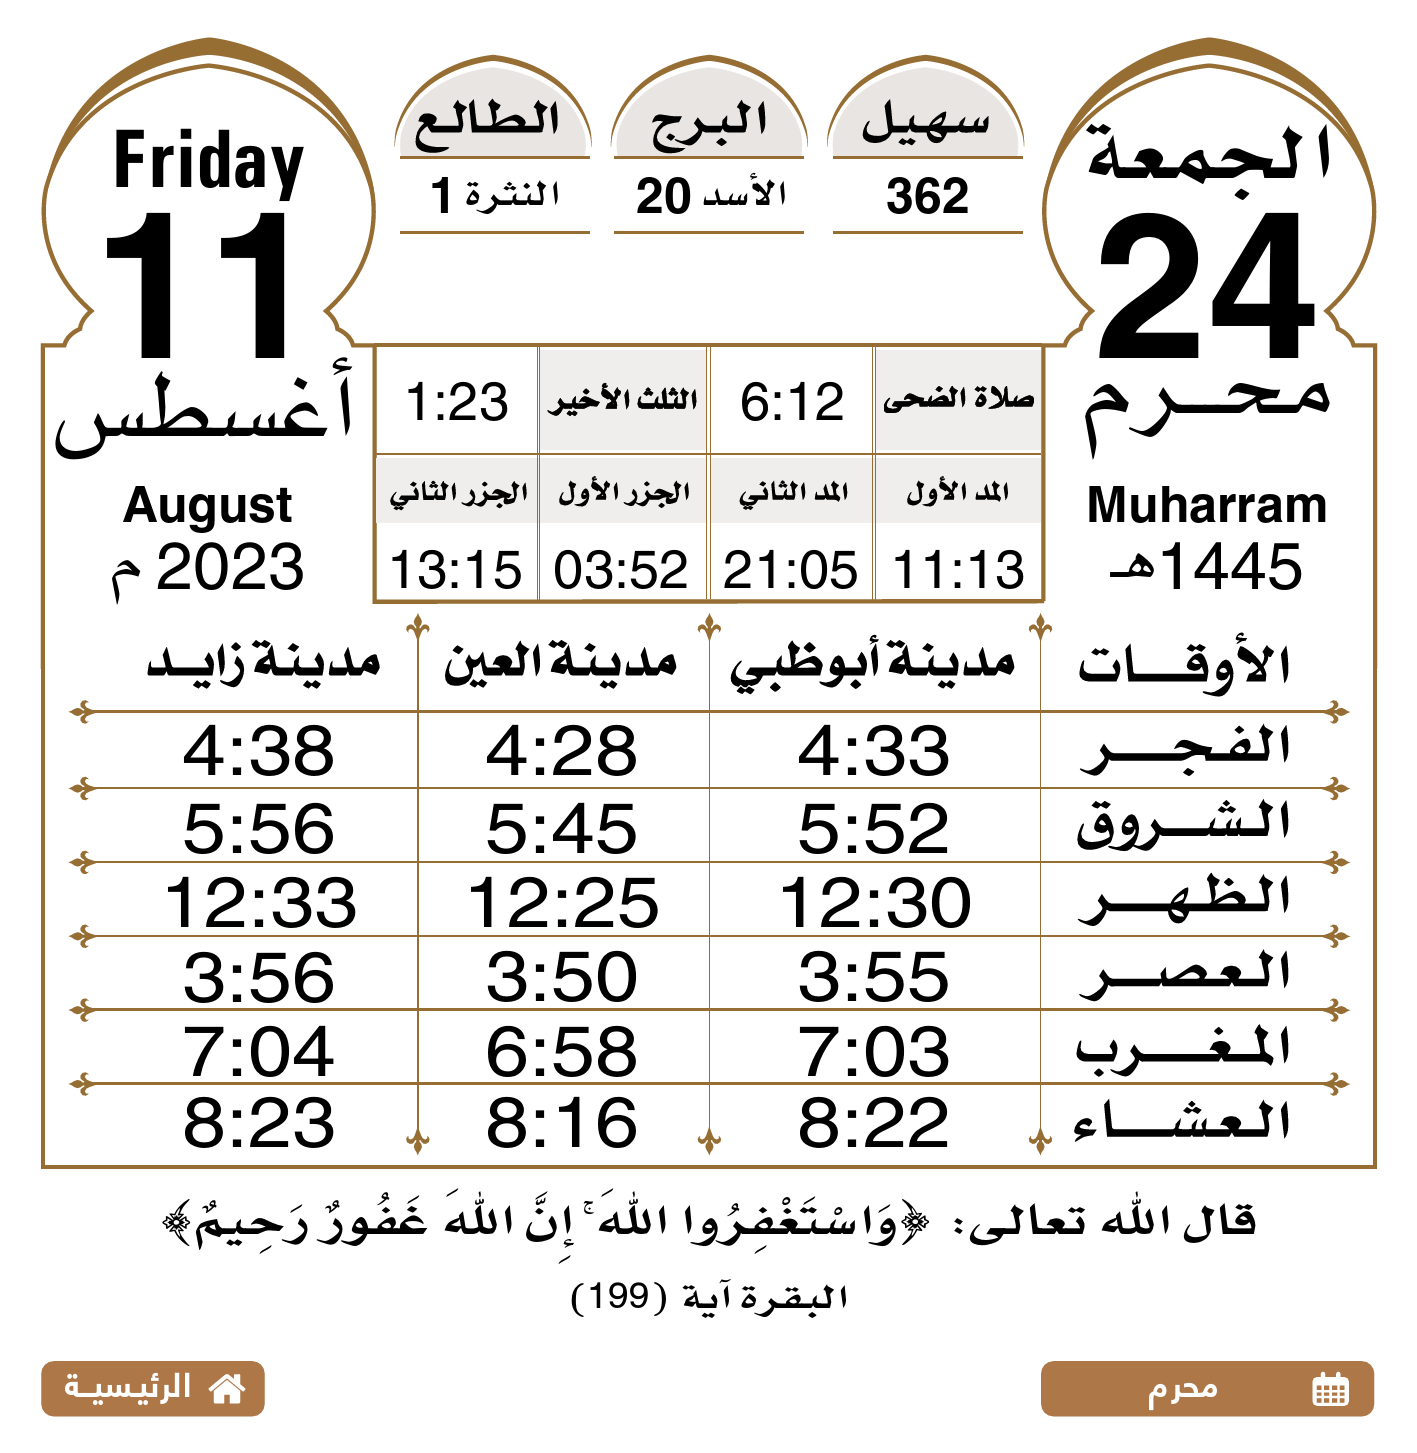 الجمعة
24
محرم
Muharram
1445هـ
سهيل
362
البرج
الأسد 20
الطالع
النثرة 1
Friday
11
أغسطس
August
2023 م
صلاة الضحى 6:12 الثلث الأخير 1:23
المد الأول المد الثاني الجزر الأول الجزر الثاني
11:13 21:05 03:52 13:15
الأوقات مدينة أبوظبي مدينة العين مدينة زايد
الفجر 4:33 4:28 4:38
الشروق 5:52 5:45 5:56
الظهر 12:30 12:25 12:33
العصر 3:55 3:50 3:56
المغرب 7:03 6:58 7:04
العشاء 8:22 8:16 8:23
قال الله تعالى: ﴿وَاسْتَغْفِرُوا اللهَ ۚ إِنَّ اللهَ غَفُورٌ رَحِيمٌ﴾
البقرة آية (199)
محرم
الرئيسية